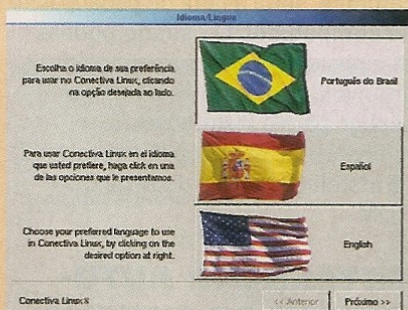 Idioma/Lingua
Escolha o idioma de sua preferência
para usar no Conectiva Linux, clicando
na opção desejada ao lado.
Português do Brasil
Para usar Conectiva Linux en el idioma
que usted prefiere, haga click en una
de las opciones que le presentamos.
Español
Choose your preferred language to use
in Conectiva Linux, by clicking on the
desired option at right.
English
Conectiva Linux 8
<< Anterior
Próximo >>